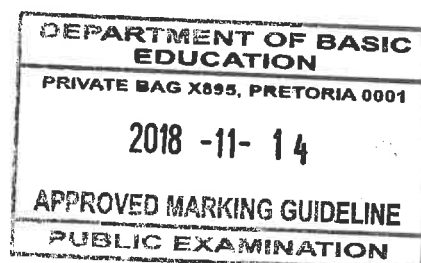 DEPARTMENT OF BASIC
EDUCATION
PRIVATE BAG X895, PRETORIA 0001
2018 -11- 14
APPROVED MARKING GUIDELINE
PUBLIC EXAMINATION